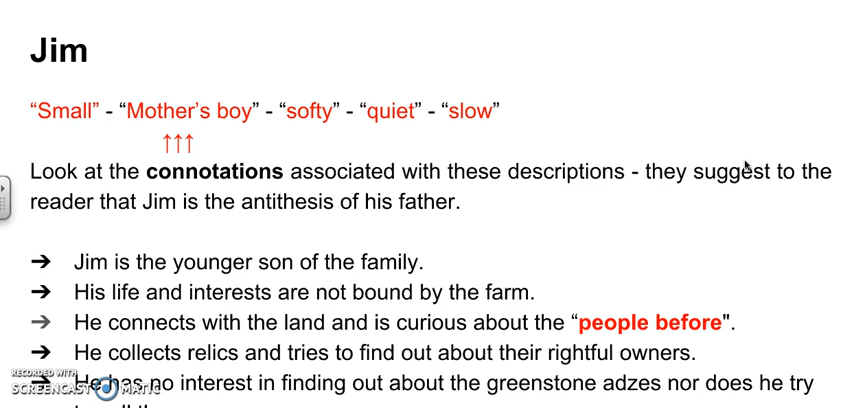 Jim
“Small” - “Mother’s boy” - “softy” - “quiet” - “slow”
↑↑↑
Look at the connotations associated with these descriptions - they suggest to the
reader that Jim is the antithesis of his father.
➔ Jim is the younger son of the family.
➔ His life and interests are not bound by the farm.
➔ He connects with the land and is curious about the “people before".
➔ He collects relics and tries to find out about their rightful owners.
RECORDED WITH
➔ He has no interest in finding out about the greenstone adzes nor does he try
SCREENCAST MATIC